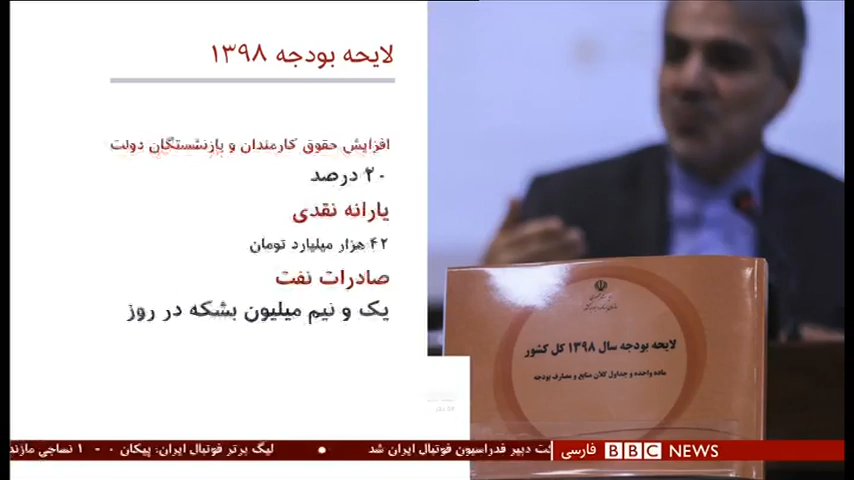 لایحه بودجه ۱۳۹۸
افزایش حقوق کارمندان و بازنشستگان دولت
۲۰ درصد
یارانه نقدی
۴۲ هزار میلیارد تومان
صادرات نفت
یک و نیم میلیون بشکه در روز
لایحه بودجه سال ۱۳۹۸ کل کشور
ماده واحده و جداول کلان منابع و مصارف بودجه
BBC NEWS فارسی
دبیر فدراسیون فوتبال ایران شد ● لیگ برتر فوتبال ایران: پیکان ۰ - ۱ نساجی